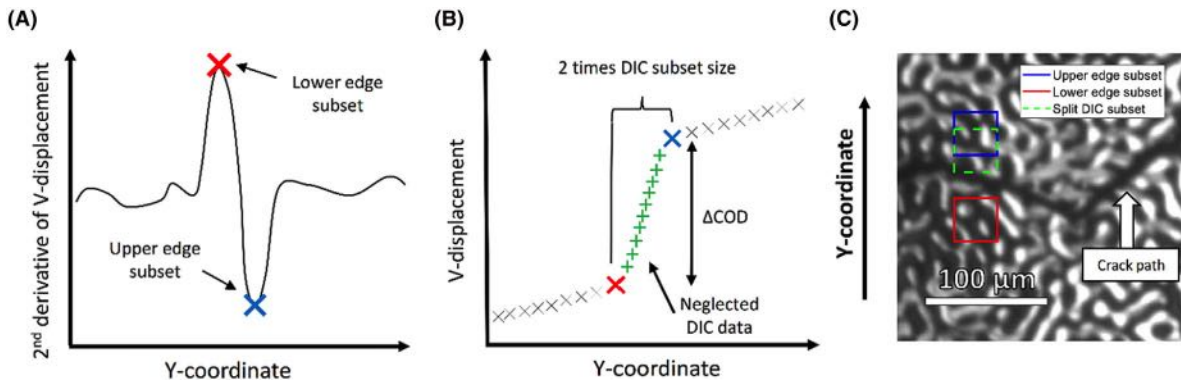 (A)
2nd derivative of V-displacement
Lower edge
subset
Upper edge
subset
Y-coordinate
(B)
V-displacement
2 times DIC subset size
ΔCOD
Neglected
DIC data
Y-coordinate
(C)
Y-coordinate
Upper edge subset
Lower edge subset
Split DIC subset
100 μm
Crack path